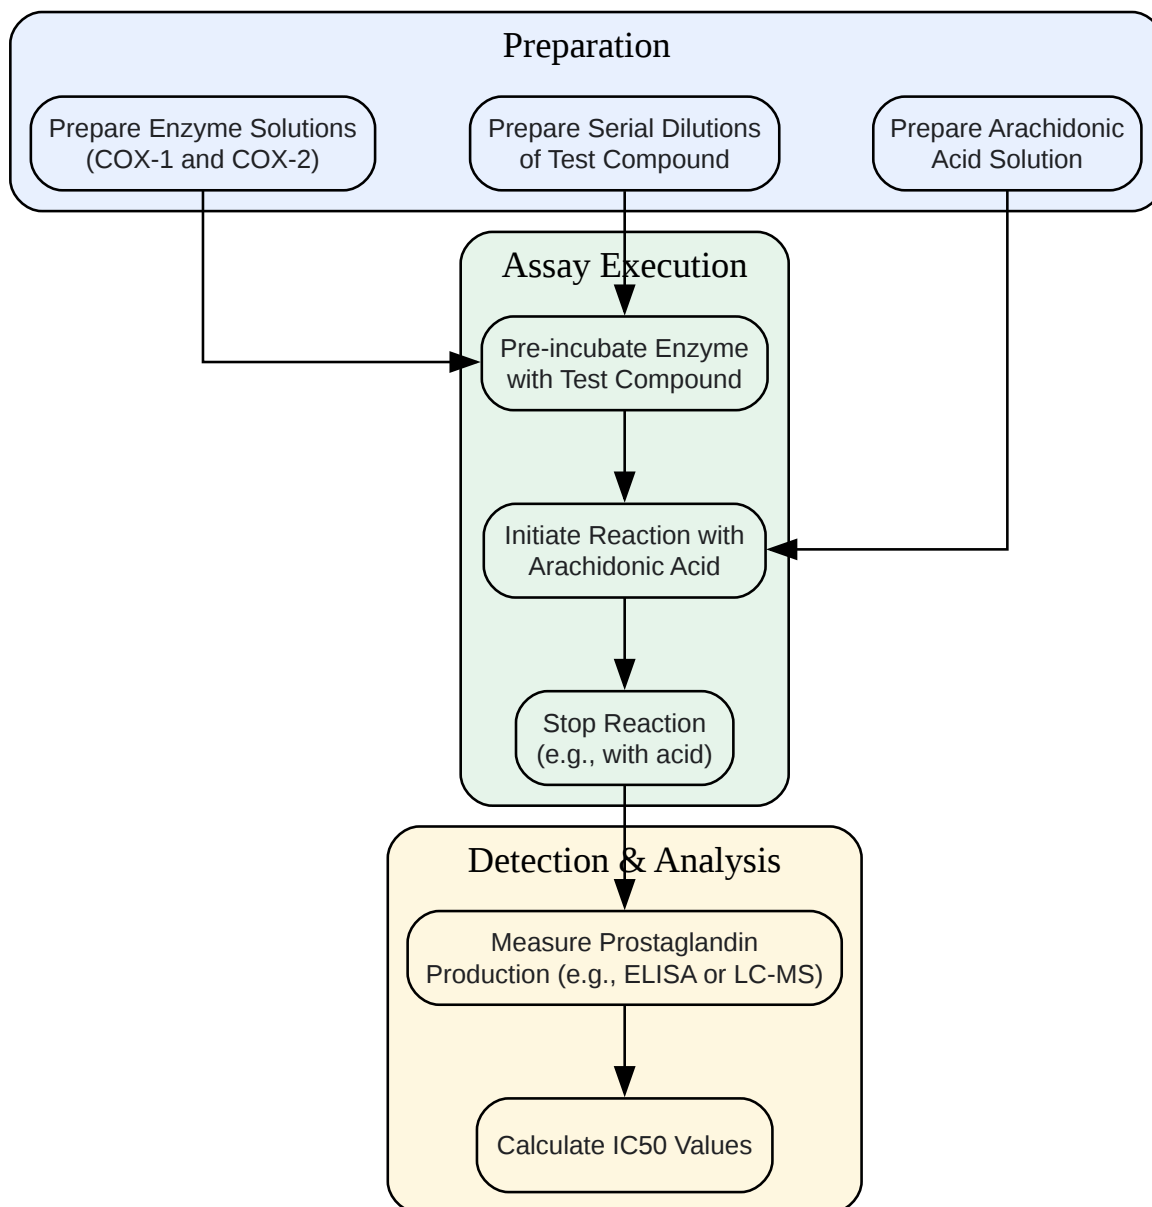 Preparation
Prepare Enzyme Solutions
(COX-1 and COX-2)
Prepare Serial Dilutions
of Test Compound
Prepare Arachidonic
Acid Solution
Assay Execution
Pre-incubate Enzyme
with Test Compound
Initiate Reaction with
Arachidonic Acid
Stop Reaction
(e.g., with acid)
Detection & Analysis
Measure Prostaglandin
Production (e.g., ELISA or LC-MS)
Calculate IC50 Values